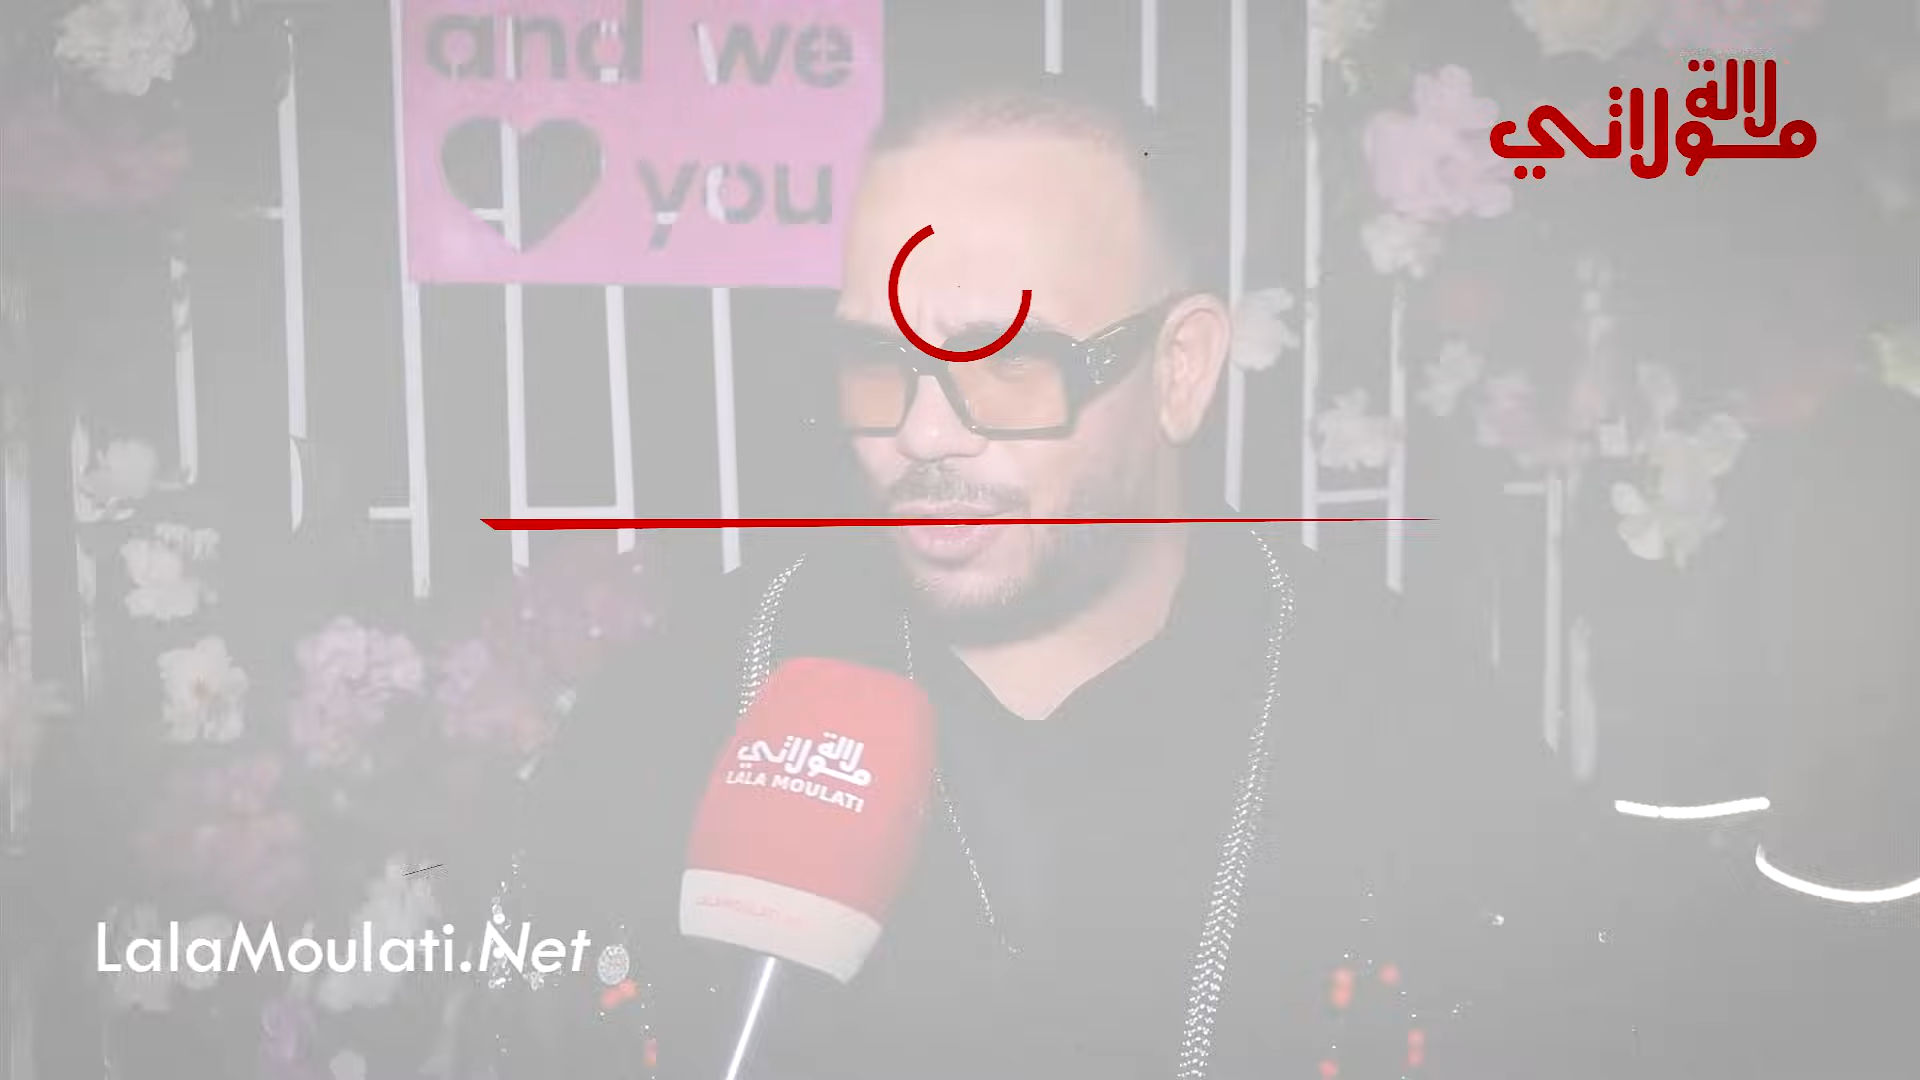 and we
you
لالة
مولاتي
لالة
مولاتي
LALA MOULATI
LalaMoulati.Net